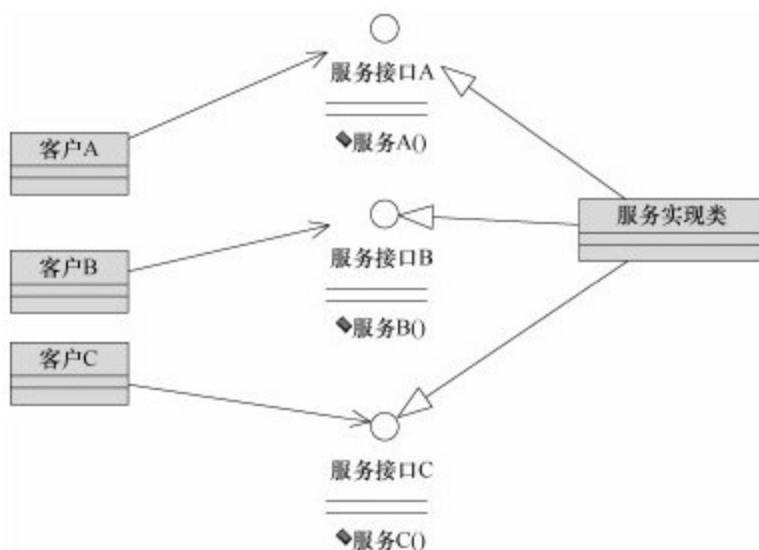 服务接口A
服务A()
客户A
服务实现类
客户B
服务接口B
服务B()
客户C
服务接口C
服务C()